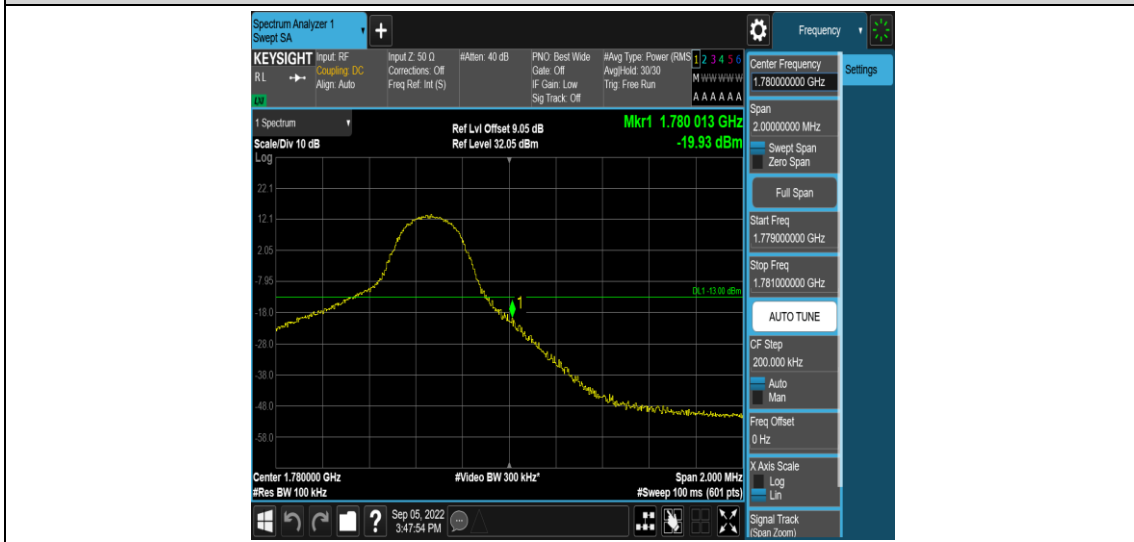 Spectrum Analyzer 1
Swept SA
+
Frequency
KEYSIGHT
RL
LXI
Input: RF
Coupling: DC
Align: Auto
Input Z: 50 Ω
Corrections: Off
Freq Ref: Int (S)
#Atten: 40 dB
PNO: Best Wide
Gate: Off
IF Gain: Low
Sig Track: Off
#Avg Type: Power (RMS
Avg|Hold: 30/30
Trig: Free Run
1 2 3 4 5 6
M W W W W W
A A A A A A
1 Spectrum
Scale/Div 10 dB
Ref Lvl Offset 9.05 dB
Ref Level 32.05 dBm
Mkr1 1.780 013 GHz
-19.93 dBm
Log
22.1
12.1
2.05
-7.95
DL1 -13.00 dBm
1
-18.0
-28.0
-38.0
-48.0
-58.0
Center 1.780000 GHz
#Res BW 100 kHz
#Video BW 300 kHz*
Span 2.000 MHz
#Sweep 100 ms (601 pts)
Sep 05, 2022
3:47:54 PM
?
Center Frequency
1.78000000 GHz
Settings
Span
2.00000000 MHz
Swept Span
Zero Span
Full Span
Start Freq
1.779000000 GHz
Stop Freq
1.781000000 GHz
AUTO TUNE
CF Step
200.000 kHz
Auto
Man
Freq Offset
0 Hz
X Axis Scale
Log
Lin
Signal Track
(Span Zoom)